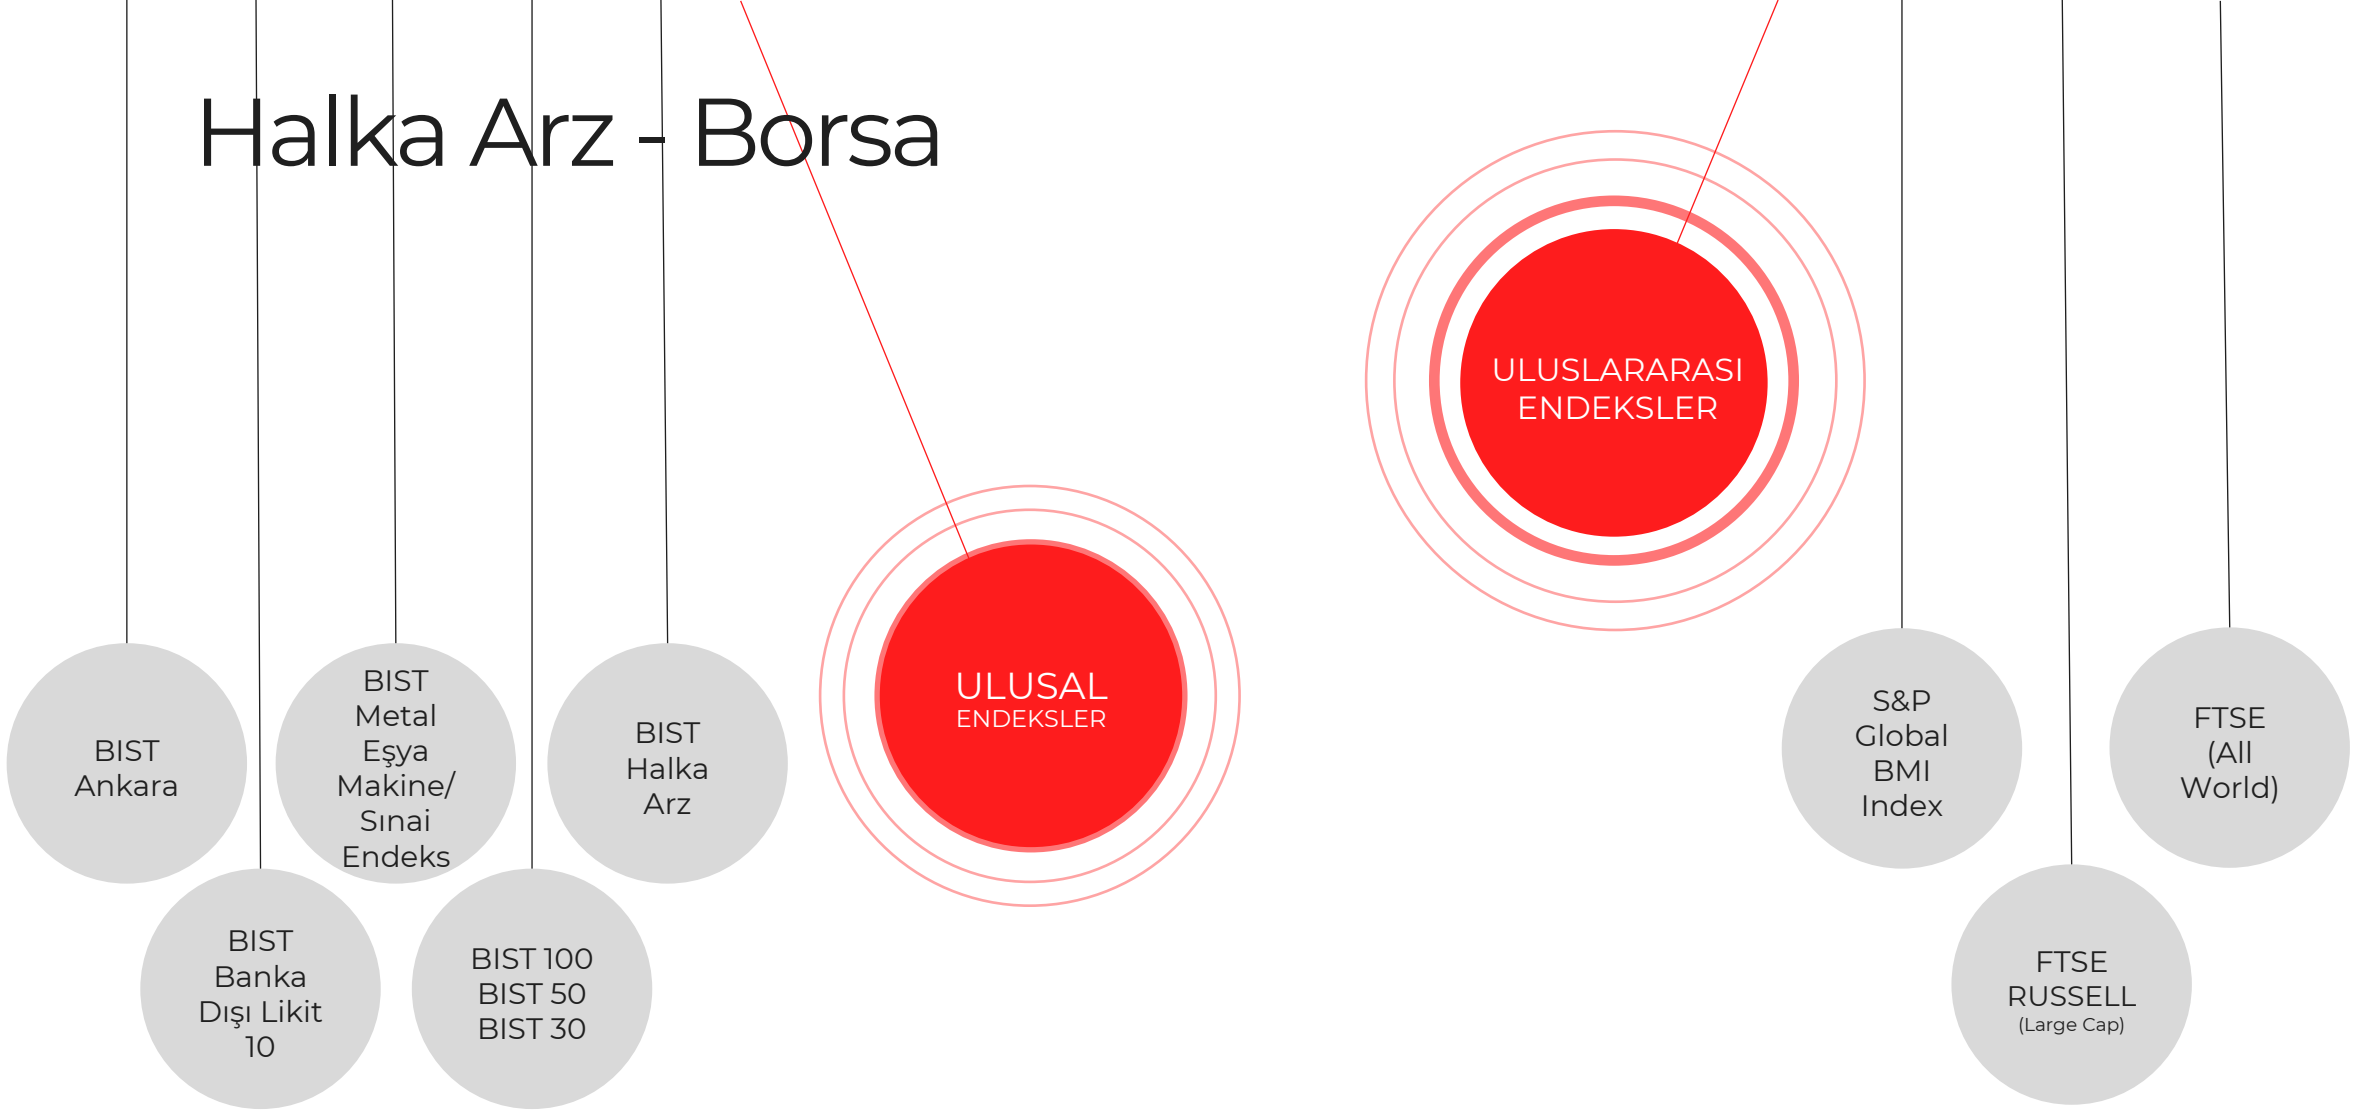 Halka Arz - Borsa
ULUSLARARASI
ENDEKSLER
ULUSAL
ENDEKSLER
BIST
Ankara
BIST
Banka
Dışı Likit
10
BIST
Metal
Eşya
Makine/
Sınai
Endeks
BIST 100
BIST 50
BIST 30
BIST
Halka
Arz
S&P
Global
BMI
Index
FTSE
RUSSELL
(Large Cap)
FTSE
(All
World)